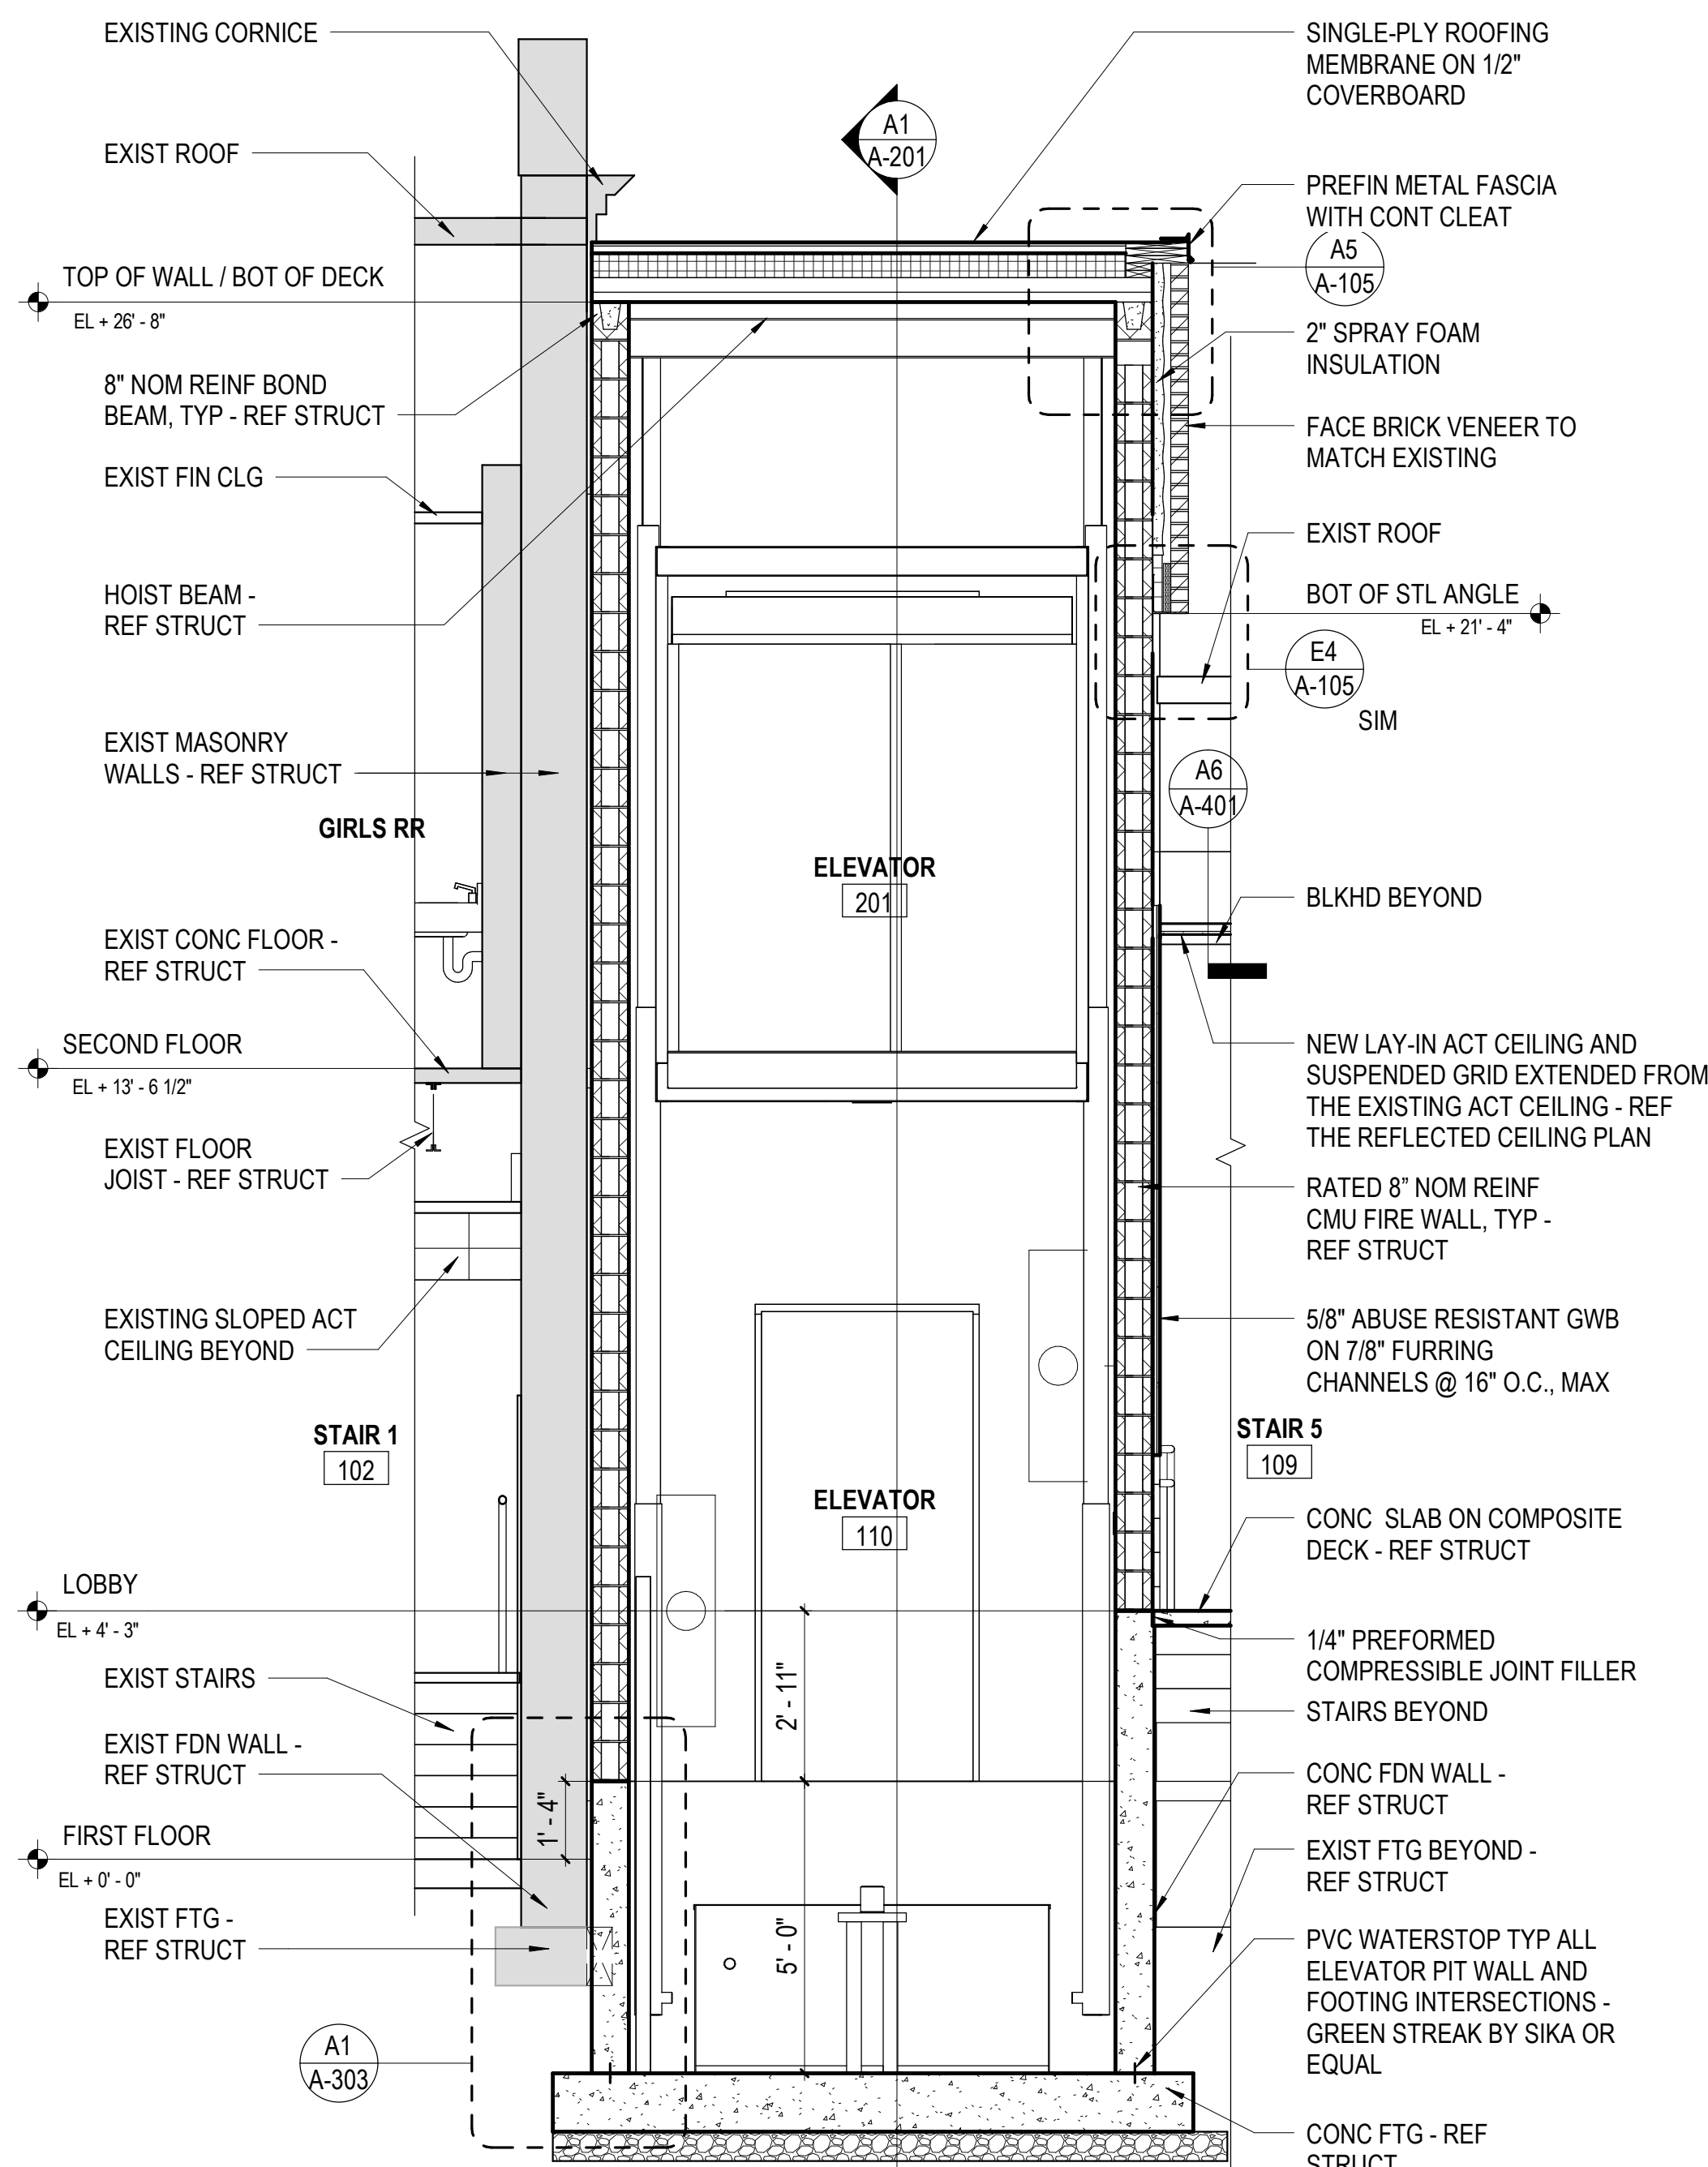 EXISTING CORNICE
EXIST ROOF
TOP OF WALL / BOT OF DECK
EL + 26' - 8"
8" NOM REINF BOND
BEAM, TYP - REF STRUCT
EXIST FIN CLG
HOIST BEAM -
REF STRUCT
EXIST MASONRY
WALLS - REF STRUCT
GIRLS RR
EXIST CONC FLOOR -
REF STRUCT
SECOND FLOOR
EL + 13' - 6 1/2"
EXIST FLOOR
JOIST - REF STRUCT
EXISTING SLOPED ACT
CEILING BEYOND
STAIR 1
102
LOBBY
EL + 4' - 3"
EXIST STAIRS
EXIST FDN WALL -
REF STRUCT
FIRST FLOOR
EL + 0' - 0"
EXIST FTG -
REF STRUCT
A1
A-303
A1
A-201
ELEVATOR
201
ELEVATOR
110
2' - 11"
1' - 4"
5' - 0"
SINGLE-PLY ROOFING
MEMBRANE ON 1/2"
COVERBOARD
PREFIN METAL FASCIA
WITH CONT CLEAT
A5
A-105
2" SPRAY FOAM
INSULATION
FACE BRICK VENEER TO
MATCH EXISTING
EXIST ROOF
BOT OF STL ANGLE
EL + 21' - 4"
E4
A-105
SIM
A6
A-401
BLKHD BEYOND
NEW LAY-IN ACT CEILING AND
SUSPENDED GRID EXTENDED FROM
THE EXISTING ACT CEILING - REF
THE REFLECTED CEILING PLAN
RATED 8” NOM REINF
CMU FIRE WALL, TYP -
REF STRUCT
5/8" ABUSE RESISTANT GWB
ON 7/8" FURRING
CHANNELS @ 16" O.C., MAX
STAIR 5
109
CONC SLAB ON COMPOSITE
DECK - REF STRUCT
1/4" PREFORMED
COMPRESSIBLE JOINT FILLER
STAIRS BEYOND
CONC FDN WALL -
REF STRUCT
EXIST FTG BEYOND -
REF STRUCT
PVC WATERSTOP TYP ALL
ELEVATOR PIT WALL AND
FOOTING INTERSECTIONS -
GREEN STREAK BY SIKA OR
EQUAL
CONC FTG - REF
STRUCT